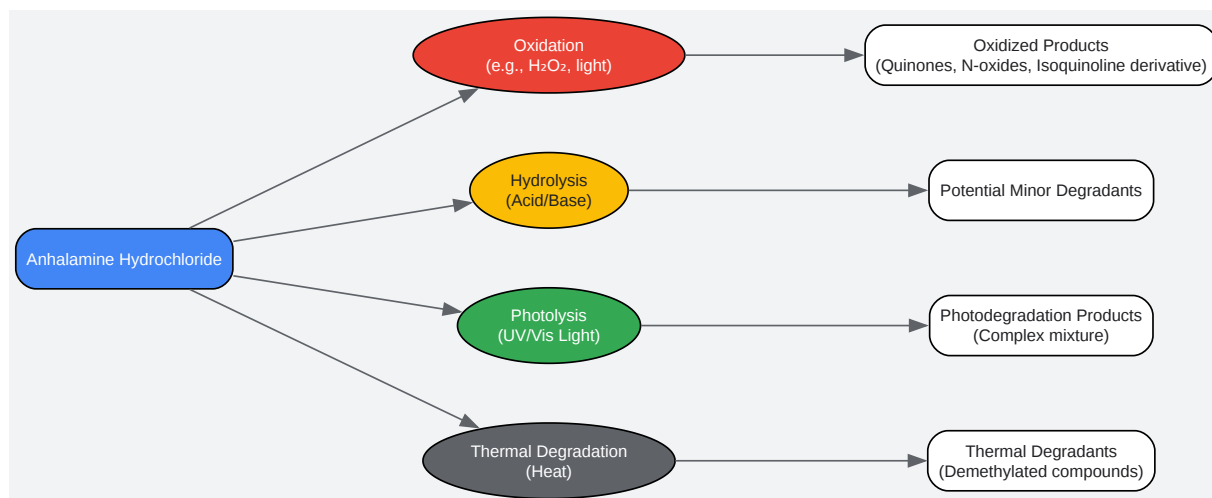 Oxidation
(e.g., H₂O₂, light)
Oxidized Products
(Quinones, N-oxides, Isoquinoline derivative)
Hydrolysis
(Acid/Base)
Potential Minor Degradants
Anhalamine Hydrochloride
Photolysis
(UV/Vis Light)
Photodegradation Products
(Complex mixture)
Thermal Degradation
(Heat)
Thermal Degradants
(Demethylated compounds)